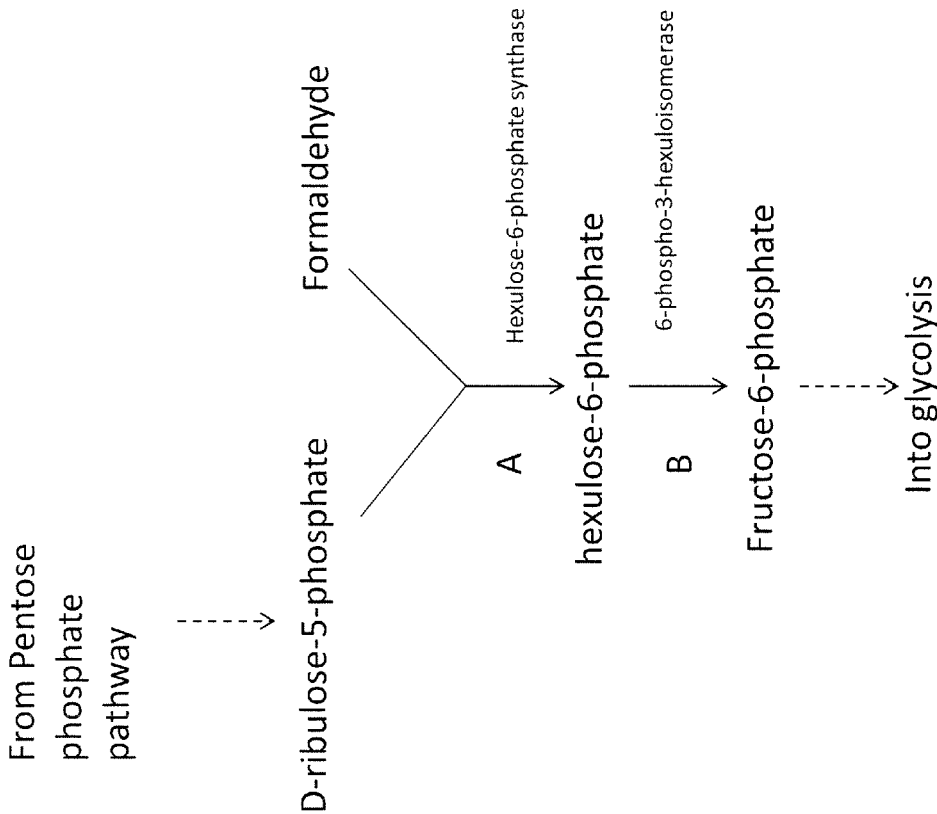 From Pentose
phosphate
pathway
D-ribulose-5-phosphate
Formaldehyde
A
Hexulose-6-phosphate synthase
hexulose-6-phosphate
B
6-phospho-3-hexuloisomerase
Fructose-6-phosphate
Into glycolysis